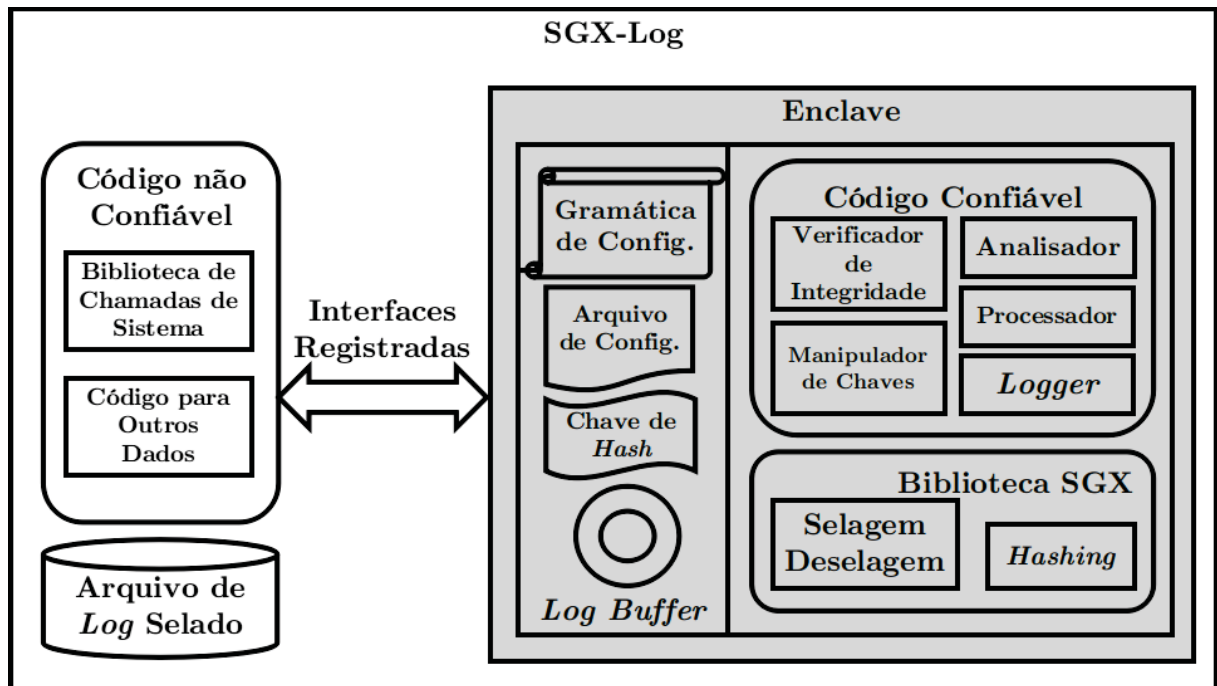 SGX-Log
Código não
Confiável
Biblioteca de
Chamadas de
Sistema
Código para
Outros
Dados
Arquivo de
Log Selado
Interfaces
Registradas
Enclave
Gramática
de Config.
Arquivo
de Config.
Chave de
Hash
Log Buffer
Código Confiável
Verificador
de
Integridade
Manipulador
de Chaves
Analisador
Processador
Logger
Biblioteca SGX
Selagem
Deselagem
Hashing